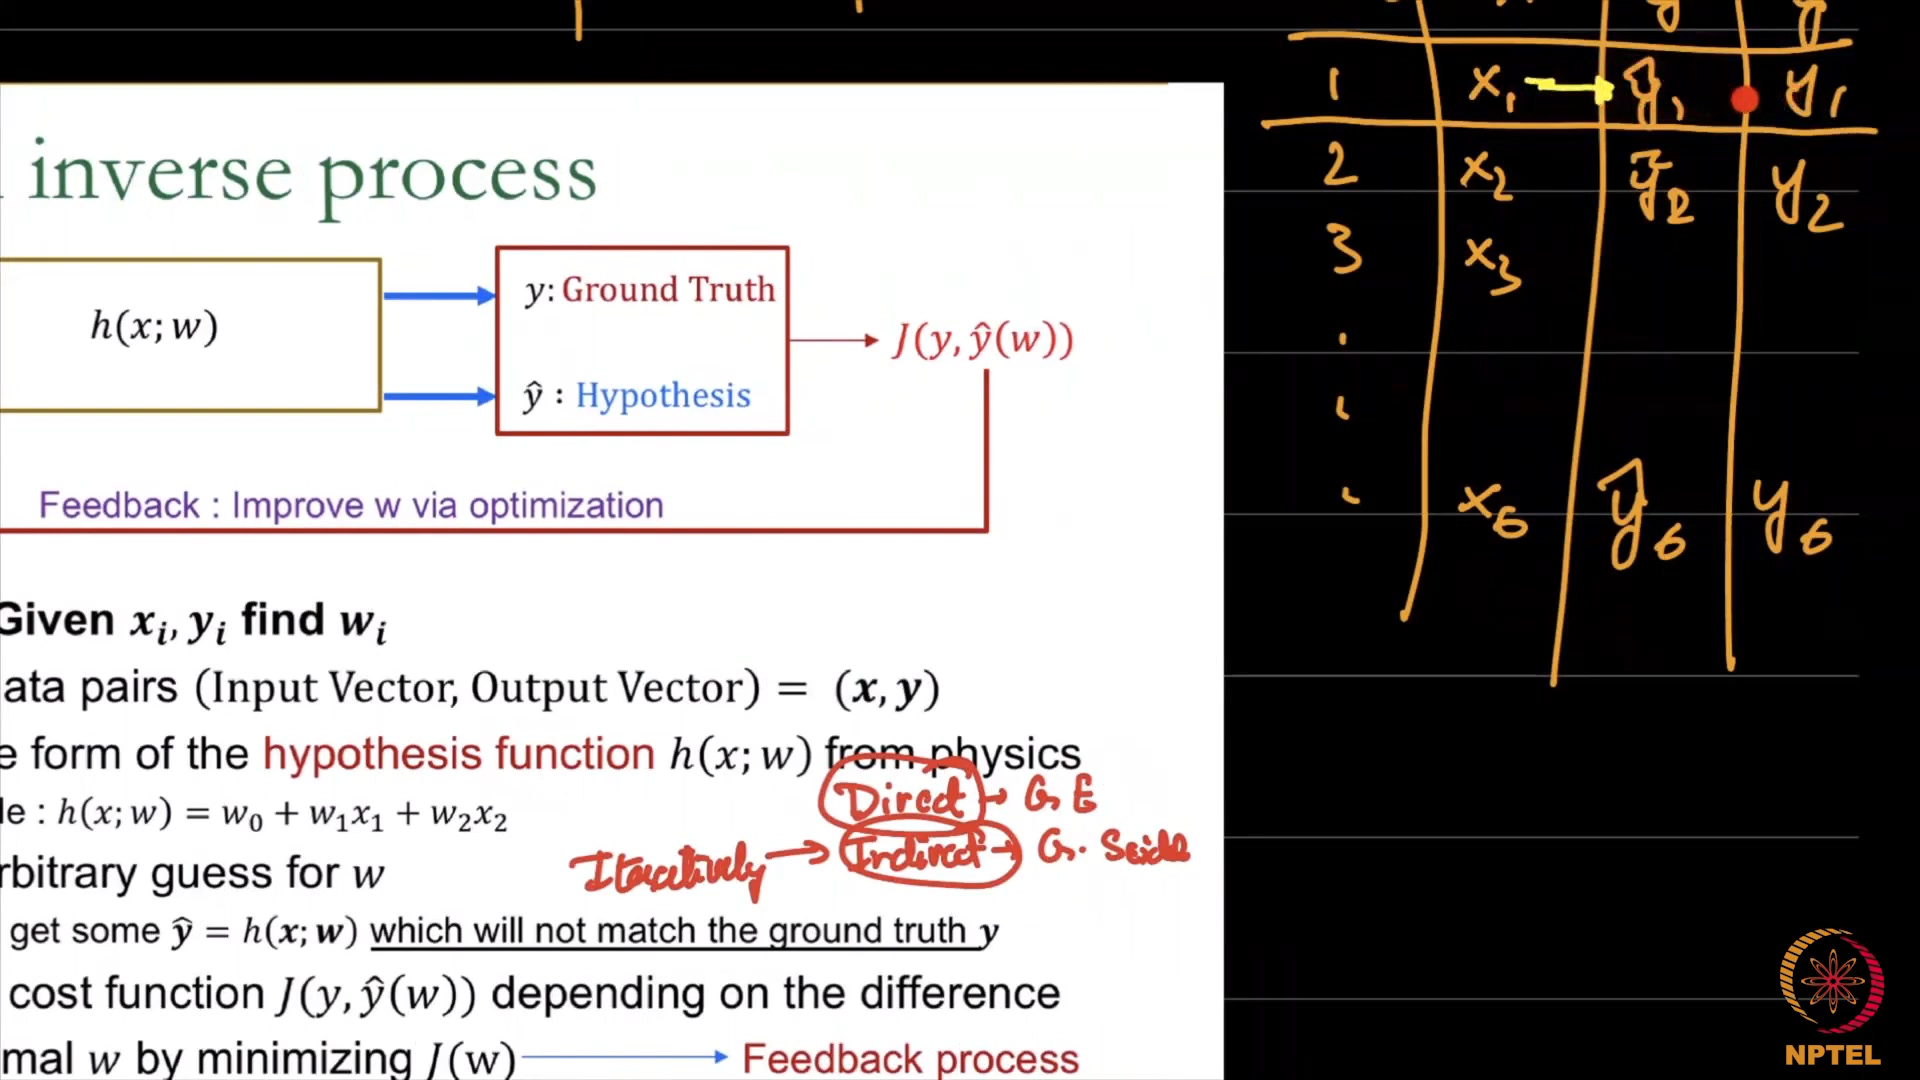 inverse process
h(x; w)
y: Ground Truth
ŷ : Hypothesis
J(y, ŷ(w))
Feedback : Improve w via optimization
Given xᵢ, yᵢ find wᵢ
ata pairs (Input Vector, Output Vector) = (x, y)
e form of the hypothesis function h(x; w) from physics
le : h(x; w) = w₀ + w₁x₁ + w₂x₂
Direct → G. E
Iteratively → Indirect → G.
rbitrary guess for w
get some ŷ = h(x; w) which will not match the ground truth y
cost function J(y, ŷ(w)) depending on the difference
mal w by minimizing J(w) → Feedback process
1 x₁ → ŷ₁ y₁
2 x₂ ŷ₂ y₂
3 x₃
x₆ ŷ₆ y₆
NPTEL